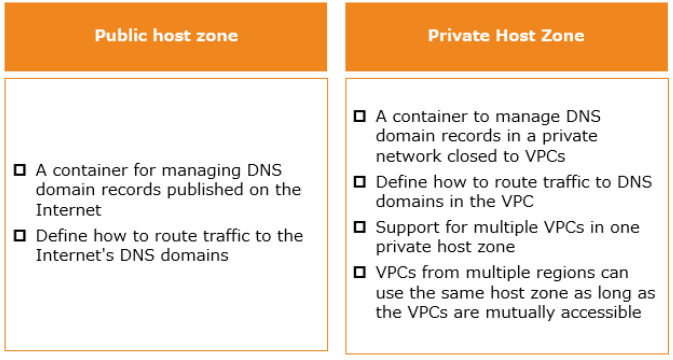 Public host zone
A container for managing DNS
domain records published on the
Internet
Define how to route traffic to the
Internet's DNS domains
Private Host Zone
A container to manage DNS
domain records in a private
network closed to VPCs
Define how to route traffic to DNS
domains in the VPC
Support for multiple VPCs in one
private host zone
VPCs from multiple regions can
use the same host zone as long as
the VPCs are mutually accessible